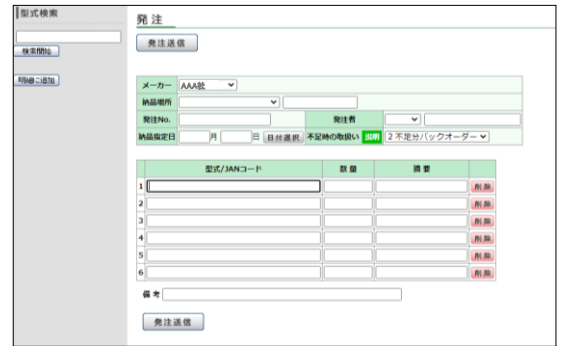 型式検索
検索開始
明細に追加
発注
発注送信
メーカー AAA社
納品場所
発注No. 発注者
納品指定日 月 日 日付選択 不足時の取扱い 説明 2 不足分バックオーダー
型式/JANコード 数量 摘要
1 削除
2 削除
3 削除
4 削除
5 削除
6 削除
備考
発注送信